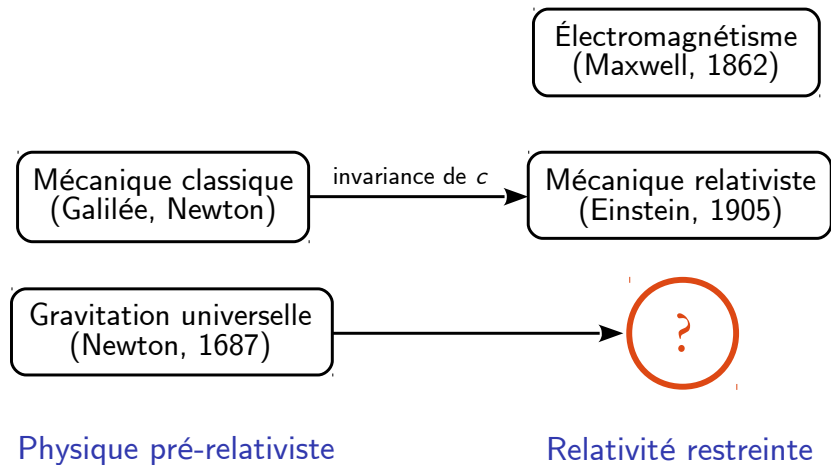 Électromagnétisme
(Maxwell, 1862)
Mécanique classique
(Galilée, Newton)
invariance de c
Mécanique relativiste
(Einstein, 1905)
Gravitation universelle
(Newton, 1687)
?
Physique pré-relativiste
Relativité restreinte